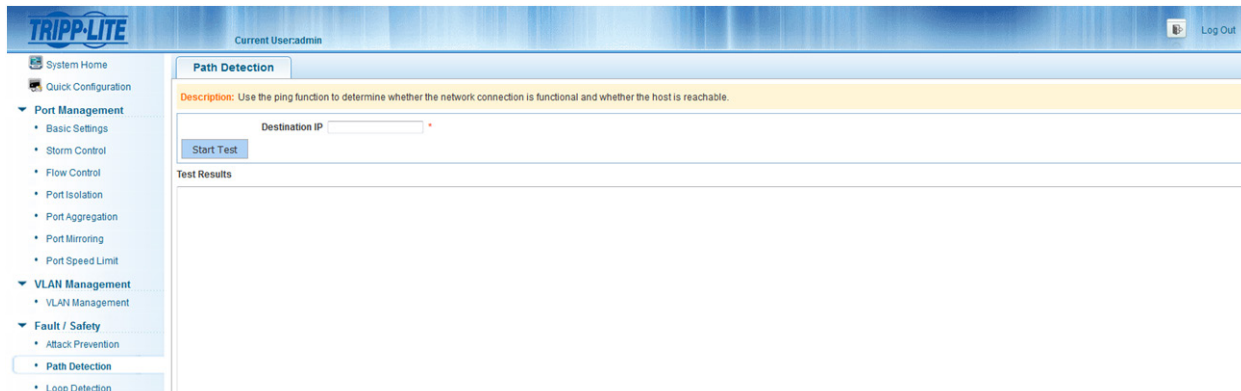 TRIPP·LITE
Current User:admin
Log Out
System Home
Quick Configuration
Port Management
Basic Settings
Storm Control
Flow Control
Port Isolation
Port Aggregation
Port Mirroring
Port Speed Limit
VLAN Management
VLAN Management
Fault / Safety
Attack Prevention
Path Detection
Loop Detection
Path Detection
Description: Use the ping function to determine whether the network connection is functional and whether the host is reachable.
Destination IP *
Start Test
Test Results